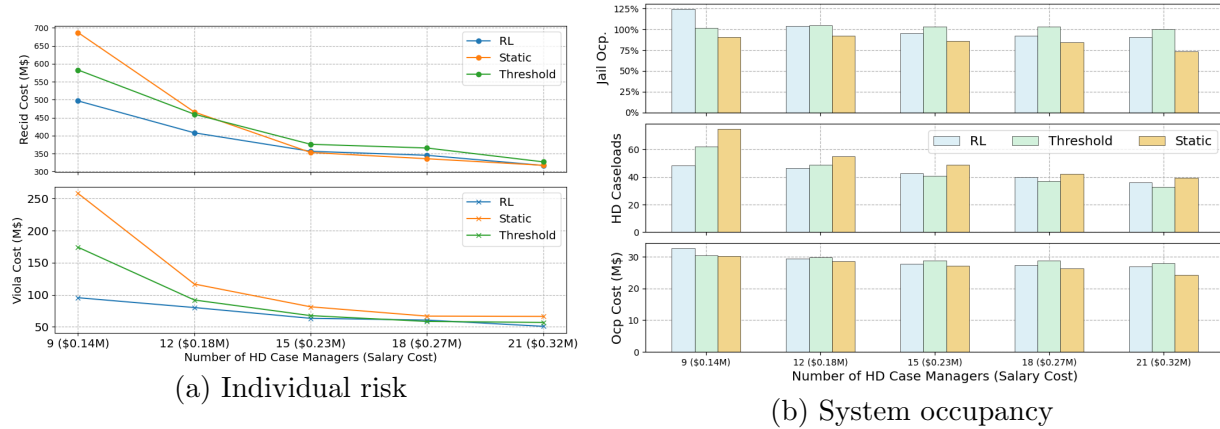 700
650
600
550
500
450
400
350
300
Recid Cost (M$)
RL
Static
Threshold
250
200
150
100
50
Viola Cost (M$)
RL
Static
Threshold
9 ($0.14M) 12 ($0.18M) 15 ($0.23M) 18 ($0.27M) 21 ($0.32M)
Number of HD Case Managers (Salary Cost)
(a) Individual risk
125%
100%
75%
50%
25%
0%
Jail Ocp.
60
40
20
0
HD Caseloads
RL Threshold Static
30
20
10
0
Ocp Cost (M$)
9 ($0.14M) 12 ($0.18M) 15 ($0.23M) 18 ($0.27M) 21 ($0.32M)
Number of HD Case Managers (Salary Cost)
(b) System occupancy